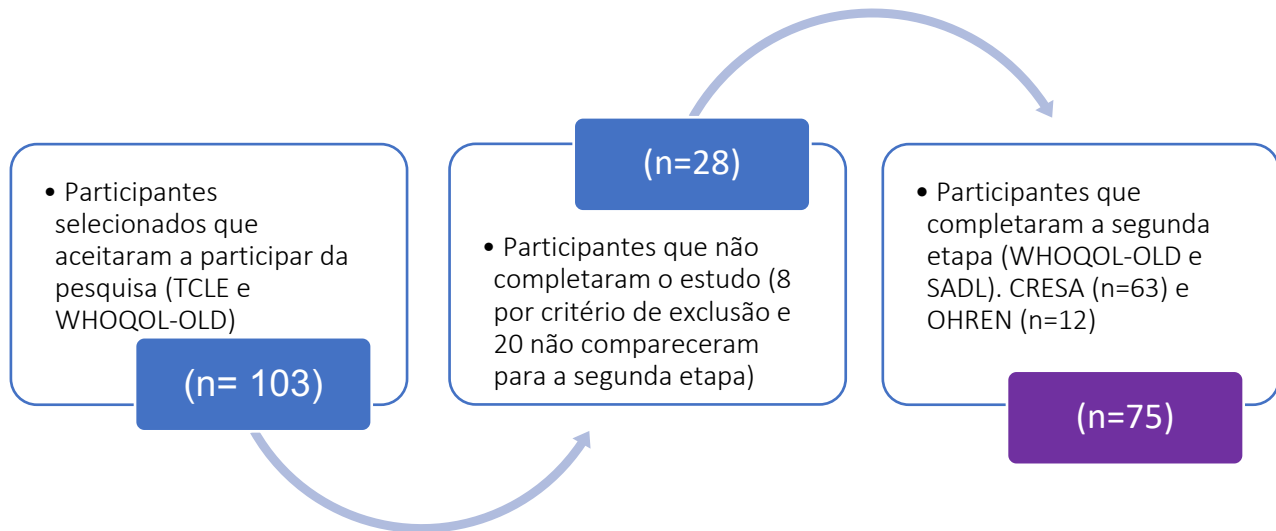 • Participantes
selecionados que
aceitaram a participar da
pesquisa (TCLE e
WHOQOL-OLD)
(n= 103)
(n=28)
• Participantes que não
completaram o estudo (8
por critério de exclusão e
20 não compareceram
para a segunda etapa)
• Participantes que
completaram a segunda
etapa (WHOQOL-OLD e
SADL). CRESA (n=63) e
OHREN (n=12)
(n=75)